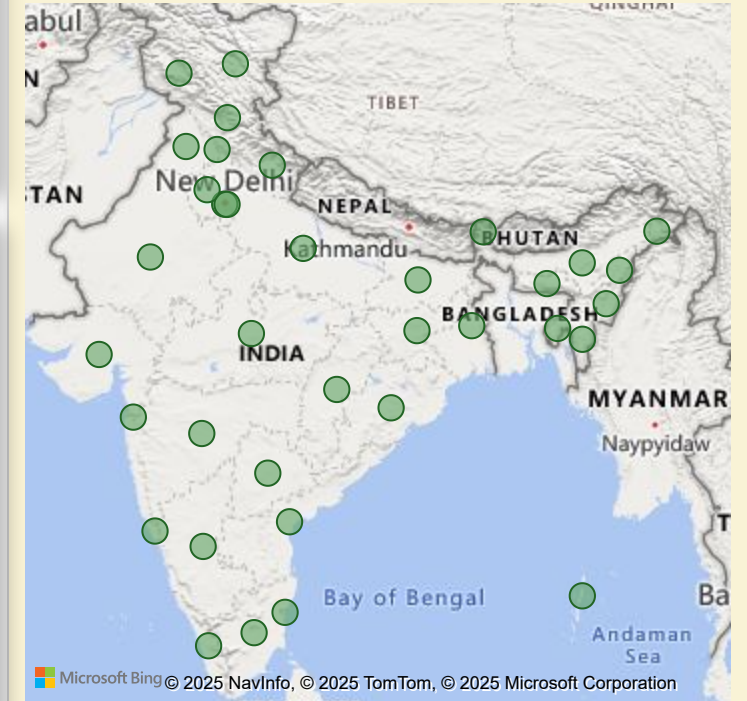 QINGHAI
abul
N
TIBET
New Delhi
TAN
NEPAL
BHUTAN
Kathmandu
BANGLADESH
INDIA
MYANMAR
Naypyidaw
T
Bay of Bengal
Ba
Andaman
Sea
Microsoft Bing © 2025 NavInfo, © 2025 TomTom, © 2025 Microsoft Corporation